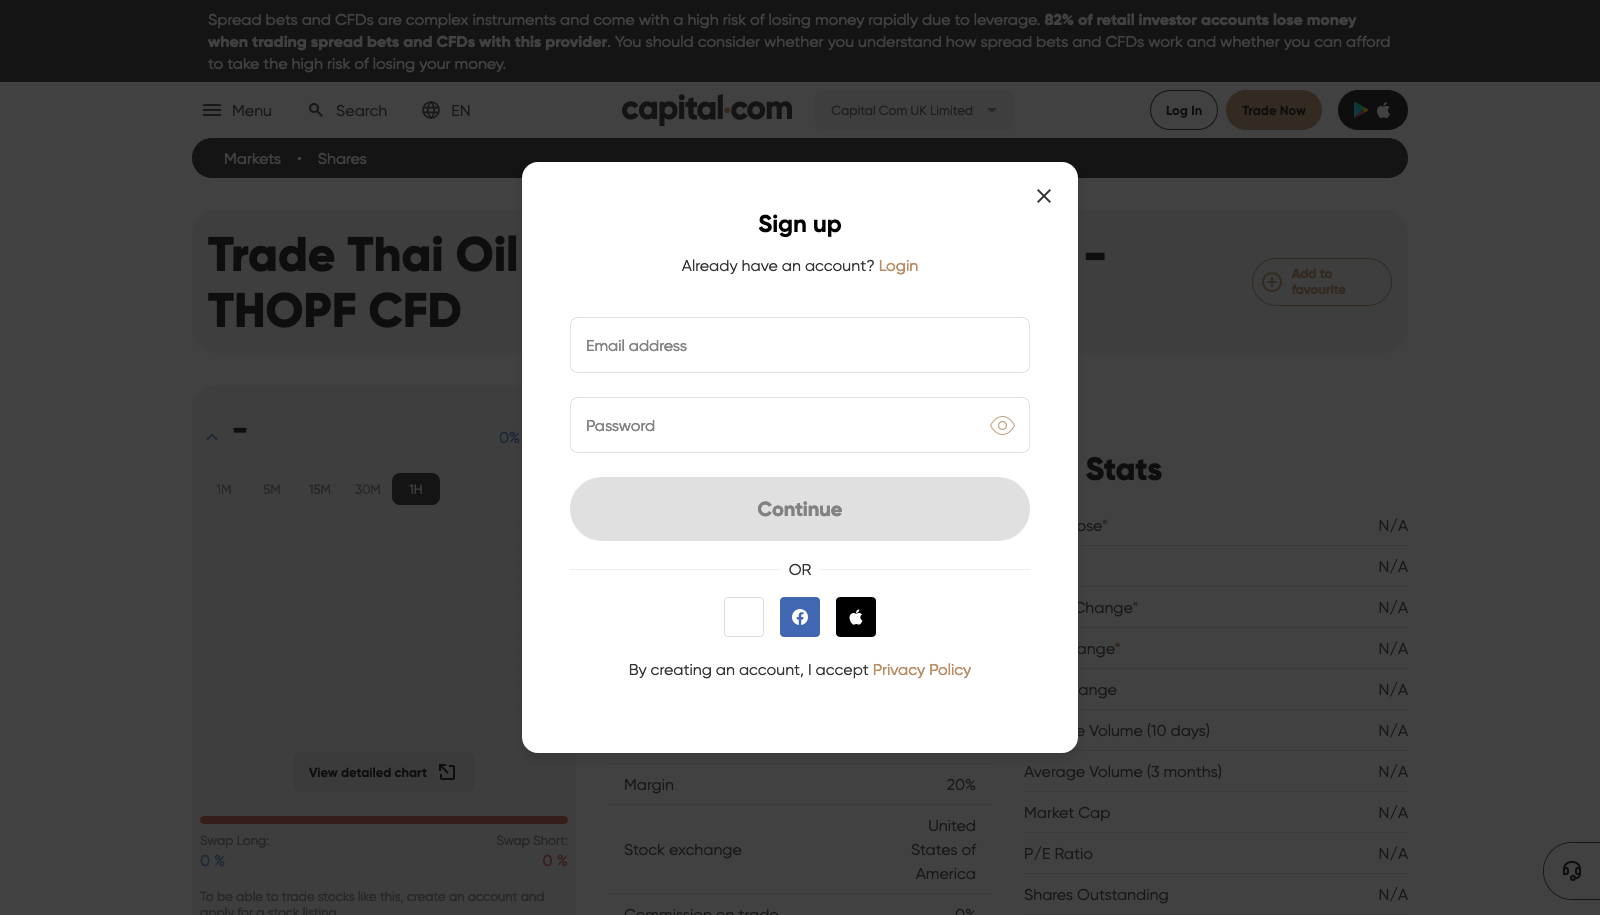 Spread bets and CFDs are complex instruments and come with a high risk of losing money rapidly due to leverage. 82% of retail investor accounts lose money
when trading spread bets and CFDs with this provider. You should consider whether you understand how spread bets and CFDs work and whether you can afford
to take the high risk of losing your money.
Menu
Search
EN
capital.com
Capital Com UK Limited
Log In
Trade Now
Markets • Shares
Trade Thai Oil -
THOPF CFD
Add to
favourite
Sign up
Already have an account? Login
Email address
Password
Continue
OR
By creating an account, I accept Privacy Policy
-
0%
1M
5M
15M
30M
1H
View detailed chart
Swap Long:
Swap Short:
0 %
0 %
To be able to trade stocks like this, create an account and
apply for a stock listing
Margin 20%
Stock exchange
United
States of
America
Commission on trade 0%
Stats
N/A
N/A
Change* N/A
N/A
N/A
Volume (10 days) N/A
Average Volume (3 months) N/A
Market Cap N/A
P/E Ratio N/A
Shares Outstanding N/A